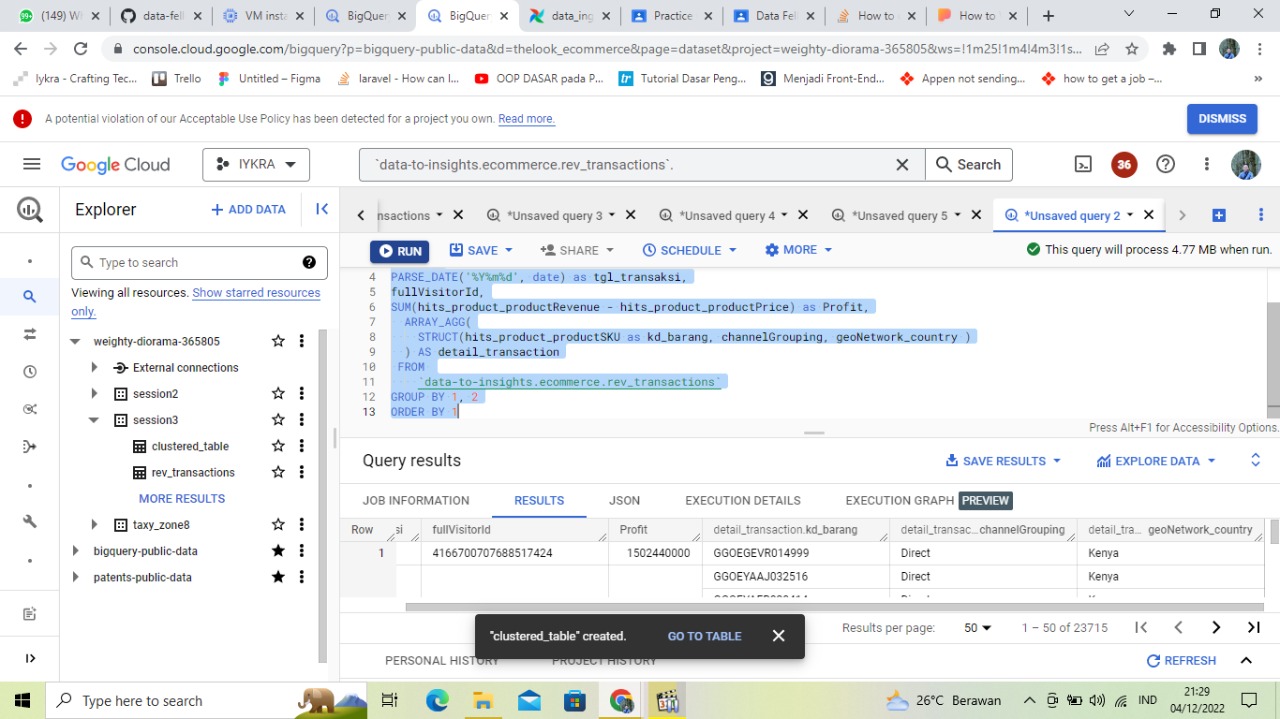 (149) W
data-feli
VM insta
BigQuer
BigQuer
data_ing
Practice
Data Fel
How to
How to
console.cloud.google.com/bigquery?p=bigquery-public-data&d=thelook_ecommerce&page=dataset&project=weighty-diorama-365805&ws=!1m25!1m4!4m3!1s...
Iykra - Crafting Tec...
Trello
Untitled – Figma
laravel - How can I...
OOP DASAR pada P...
Tutorial Dasar Peng...
Menjadi Front-End...
Appen not sending...
how to get a job –...
»
A potential violation of our Acceptable Use Policy has been detected for a project you own. Read more.
DISMISS
Google Cloud
IYKRA
`data-to-insights.ecommerce.rev_transactions`.
Search
36
Explorer
+ ADD DATA
nsactions
*Unsaved query 3
*Unsaved query 4
*Unsaved query 5
*Unsaved query 2
RUN
SAVE
SHARE
SCHEDULE
MORE
This query will process 4.77 MB when run.
Type to search
Viewing all resources. Show starred resources
only.
weighty-diorama-365805
External connections
session2
session3
clustered_table
rev_transactions
MORE RESULTS
taxy_zone8
bigquery-public-data
patents-public-data
4 PARSE_DATE('%Y%m%d', date) as tgl_transaksi,
5 fullVisitorId,
6 SUM(hits_product_productRevenue - hits_product_productPrice) as Profit,
7 ARRAY_AGG(
8 STRUCT(hits_product_productSKU as kd_barang, channelGrouping, geoNetwork_country )
9 ) AS detail_transaction
10 FROM
11 `data-to-insights.ecommerce.rev_transactions`
12 GROUP BY 1, 2
13 ORDER BY 1
Press Alt+F1 for Accessibility Options.
Query results
SAVE RESULTS
EXPLORE DATA
JOB INFORMATION
RESULTS
JSON
EXECUTION DETAILS
EXECUTION GRAPH PREVIEW
Row si fullVisitorId Profit detail_transaction.kd_barang detail_transac...channelGrouping detail_tra... geoNetwork_country
1 4166700707688517424 1502440000 GGOEGEVR014999 Direct Kenya
GGOEYAAJ032516 Direct Kenya
"clustered_table" created.
GO TO TABLE
Results per page: 50 1 – 50 of 23715
PERSONAL HISTORY
PROJECT HISTORY
REFRESH
Type here to search
26°C Berawan
IND
21:29
04/12/2022